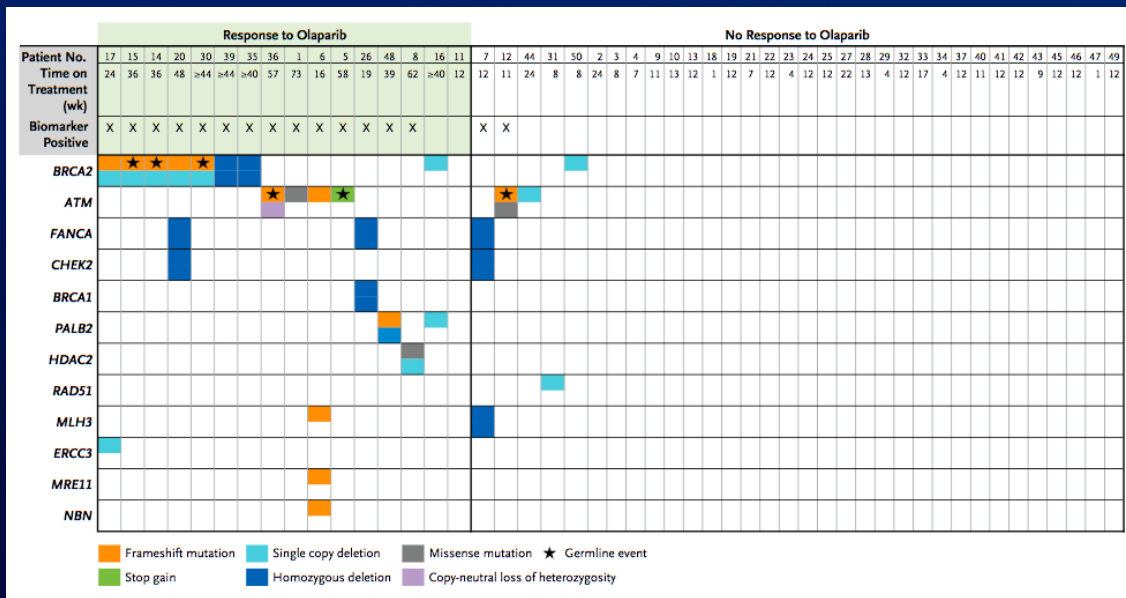 Response to Olaparib No Response to Olaparib
Patient No. 17 15 14 20 30 39 35 36 1 6 5 26 48 8 16 11 7 12 44 31 50 2 3 4 9 10 13 18 19 21 22 23 24 25 27 28 29 32 33 34 37 40 41 42 43 45 46 47 49
Time on 24 36 36 48 ≥44 ≥44 ≥40 57 73 16 58 19 39 62 ≥40 12 12 11 24 8 8 24 8 7 11 13 12 1 12 7 12 4 12 12 22 13 4 12 17 4 12 11 12 12 9 12 12 1 12
Treatment
(wk)
Biomarker X X X X X X X X X X X X X X X X
Positive
BRCA2
ATM
FANCA
CHEK2
BRCA1
PALB2
HDAC2
RAD51
MLH3
ERCC3
MRE11
NBN
Frameshift mutation Single copy deletion Missense mutation ★ Germline event
Stop gain Homozygous deletion Copy-neutral loss of heterozygosity